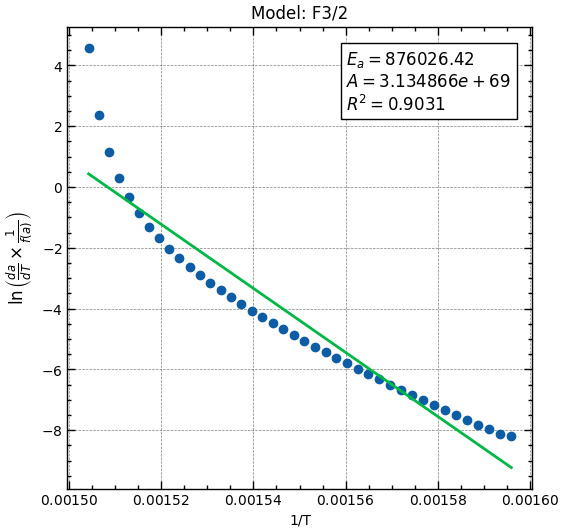 Model: F3/2
E_a = 876026.42
A = 3.134866e + 69
R^2 = 0.9031
4
2
0
−2
−4
−6
−8
ln(da/dT × 1/f(a))
0.00150 0.00152 0.00154 0.00156 0.00158 0.00160
1/T